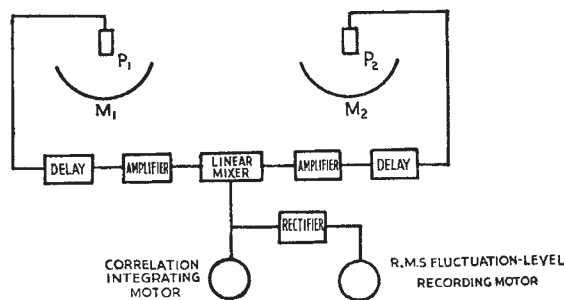 P1
P2
M1
M2
DELAY
AMPLIFIER
LINEAR
MIXER
AMPLIFIER
DELAY
RECTIFIER
CORRELATION
INTEGRATING
MOTOR
R.M.S FLUCTUATION-LEVEL
RECORDING MOTOR